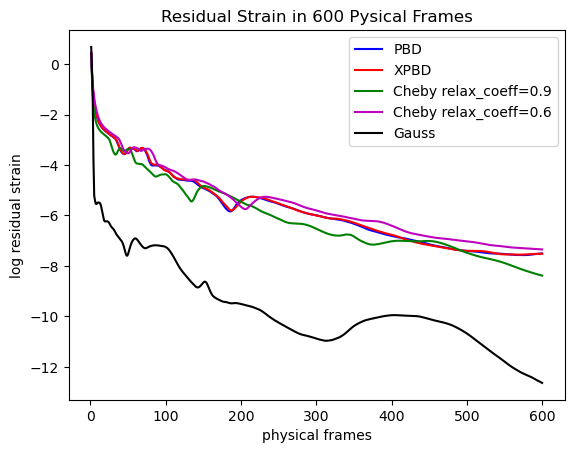 Residual Strain in 600 Pysical Frames
PBD
XPBD
Cheby relax_coeff=0.9
Cheby relax_coeff=0.6
Gauss
log residual strain
0
−2
−4
−6
−8
−10
−12
0 100 200 300 400 500 600
physical frames